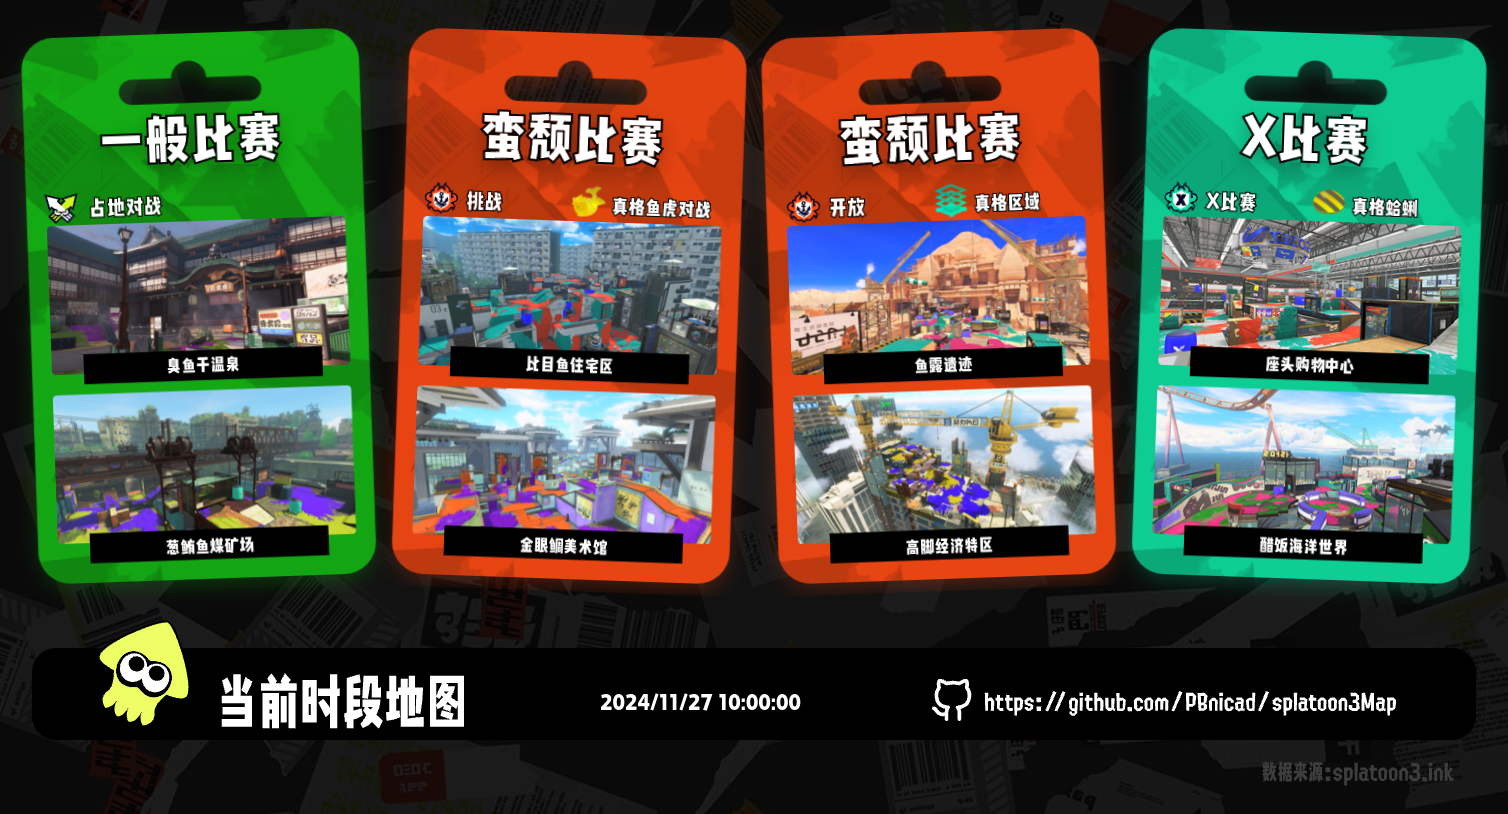 一般比赛
占地对战
臭鱼干温泉
葱鲔鱼煤矿场
蛮颓比赛
挑战
真格鱼虎对战
比目鱼住宅区
金眼鲷美术馆
蛮颓比赛
开放
真格区域
鱼露遗迹
高脚经济特区
X比赛
X比赛
真格蛤蜊
座头购物中心
醋饭海洋世界
当前时段地图
2024/11/27 10:00:00
https://github.com/PBnicad/splatoon3Map
数据来源:splatoon3.ink